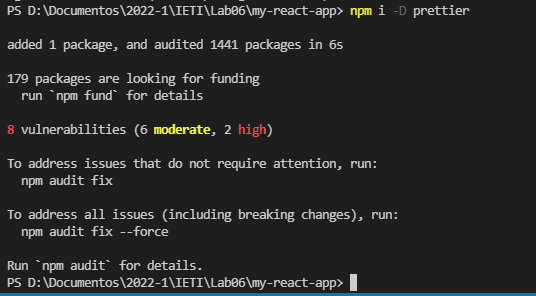 PS D:\Documentos\2022-1\IETI\Lab06\my-react-app> npm i -D prettier
added 1 package, and audited 1441 packages in 6s
179 packages are looking for funding
run `npm fund` for details
8 vulnerabilities (6 moderate, 2 high)
To address issues that do not require attention, run:
npm audit fix
To address all issues (including breaking changes), run:
npm audit fix --force
Run `npm audit` for details.
PS D:\Documentos\2022-1\IETI\Lab06\my-react-app>